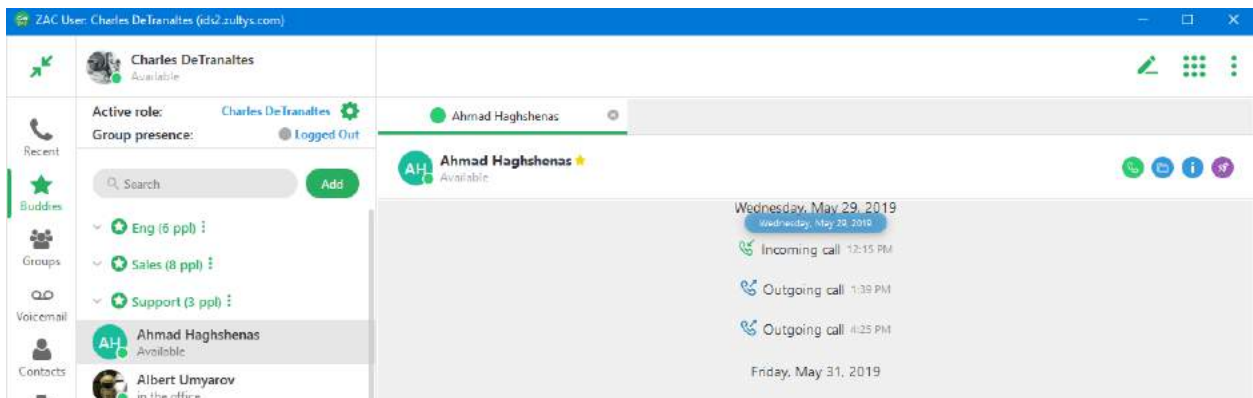 ZAC User: Charles DeTranaltes (ids2.zultys.com)
Charles DeTranaltes
Available
Active role: Charles DeTranaltes
Group presence: Logged Out
Search
Add
Recent
Buddies
Groups
Voicemail
Contacts
Eng (6 ppl)
Sales (8 ppl)
Support (3 ppl)
AH
Ahmad Haghshenas
Available
Albert Umyarov
in the office
Ahmad Haghshenas
AH
Ahmad Haghshenas
Available
Wednesday, May 29, 2019
Wednesday, May 29, 2019
Incoming call 12:15 PM
Outgoing call 1:39 PM
Outgoing call 4:25 PM
Friday, May 31, 2019